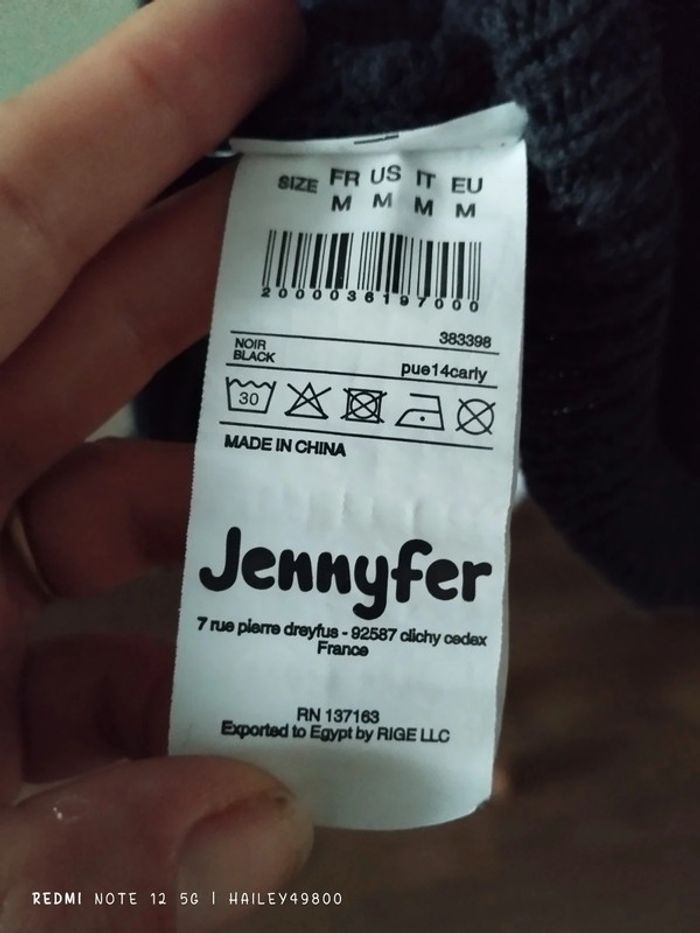 SIZE FR US IT EU
M M M M
2000036197000
383398
NOIR
BLACK
pue14carly
30
MADE IN CHINA
Jennyfer
7 rue pierre dreyfus - 92587 clichy cedex
France
RN 137163
Exported to Egypt by RIGE LLC
REDMI NOTE 12 5G | HAILEY49800